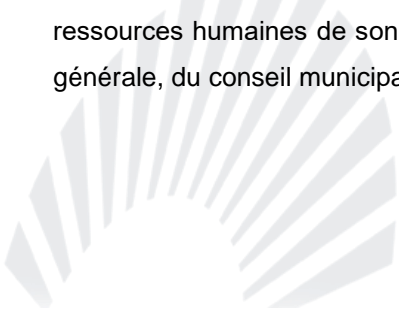 ressources humaines de son
générale, du conseil municipa